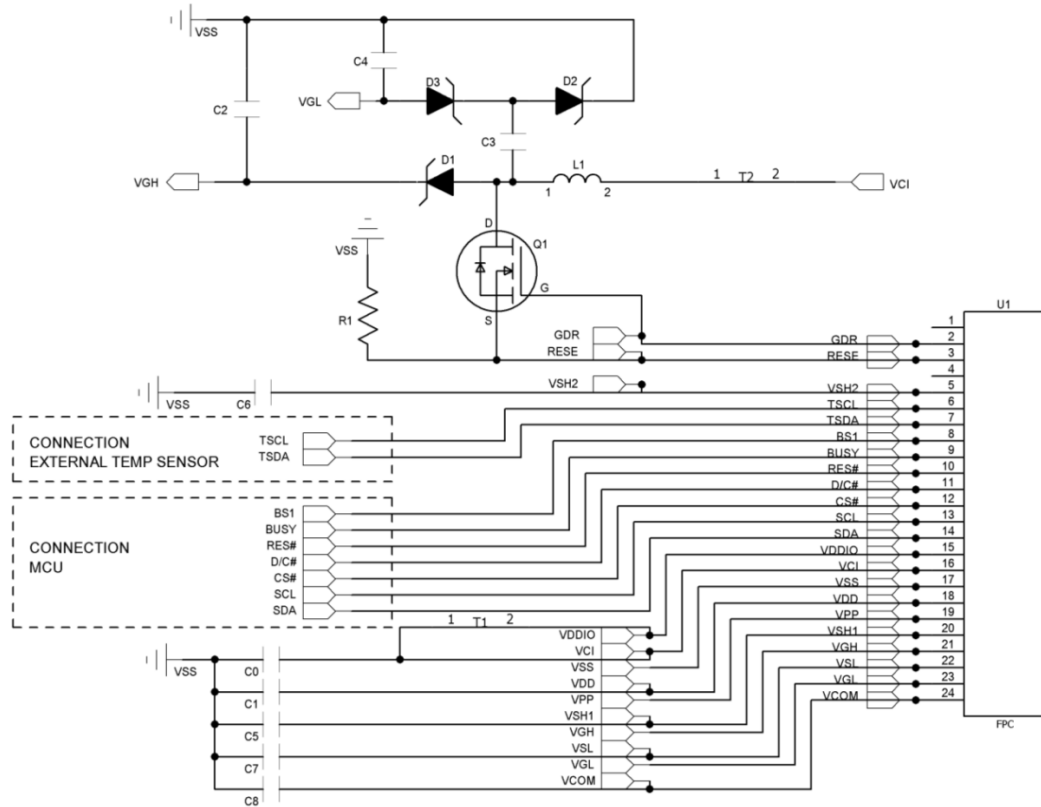 VSS
C4
D3
D2
VGL
C2
C3
D1
L1
VGH
1
2
1 T2 2
VCI
D
VSS
Q1
G
R1
S
U1
GDR
RESE
VSH2
VSS
C6
CONNECTION
EXTERNAL TEMP SENSOR
TSCL
TSDA
CONNECTION
MCU
BS1
BUSY
RES#
D/C#
CS#
SCL
SDA
1 T1 2
VSS
C0
C1
C5
C7
C8
VDDIO
VCI
VSS
VDD
VPP
VSH1
VGH
VSL
VGL
VCOM
1
GDR 2
RESE 3
4
VSH2 5
TSCL 6
TSDA 7
BS1 8
BUSY 9
RES# 10
D/C# 11
CS# 12
SCL 13
SDA 14
VDDIO 15
VCI 16
VSS 17
VDD 18
VPP 19
VSH1 20
VGH 21
VSL 22
VGL 23
VCOM 24
FPC